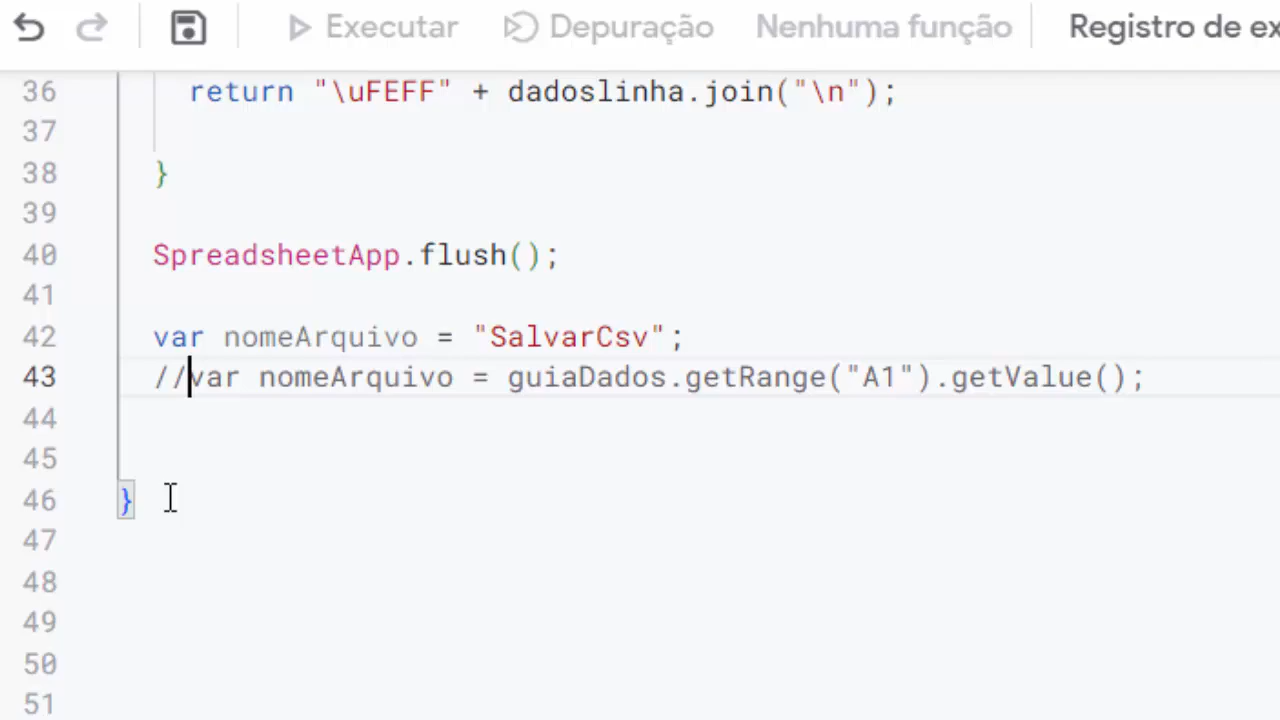 Executar Depuração Nenhuma função Registro de ex
36 return "\uFEFF" + dadoslinha.join("\n");
37
38 }
39
40 SpreadsheetApp.flush();
41
42 var nomeArquivo = "SalvarCsv";
43 //var nomeArquivo = guiaDados.getRange("A1").getValue();
44
45
46 }
47
48
49
50
51